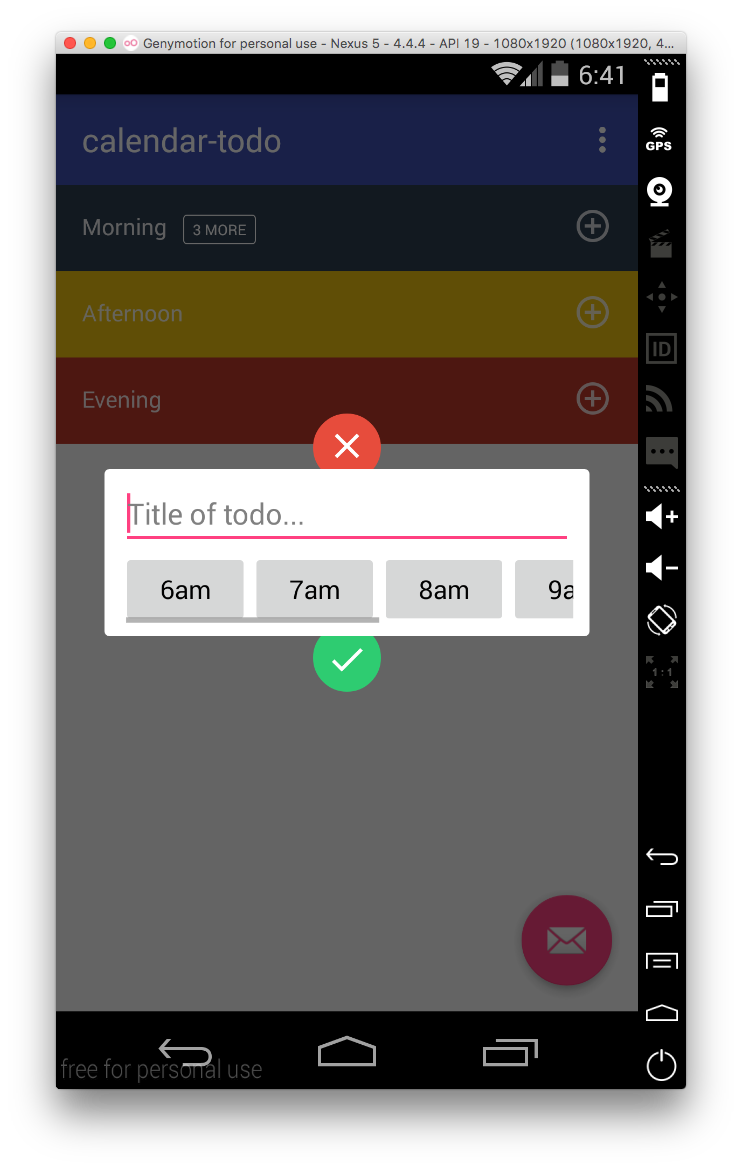 Genymotion for personal use - Nexus 5 - 4.4.4 - API 19 - 1080x1920 (1080x1920, 4...
6:41
calendar-todo
GPS
Morning 3 MORE
Afternoon
ID
Evening
Title of todo...
6am 7am 8am 9a
1:1
free for personal use